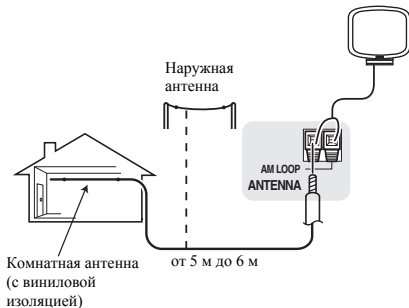 Наружная
антенна
AM LOOP
ANTENNA
от 5 м до 6 м
Комнатная антенна
(с виниловой
изоляцией)